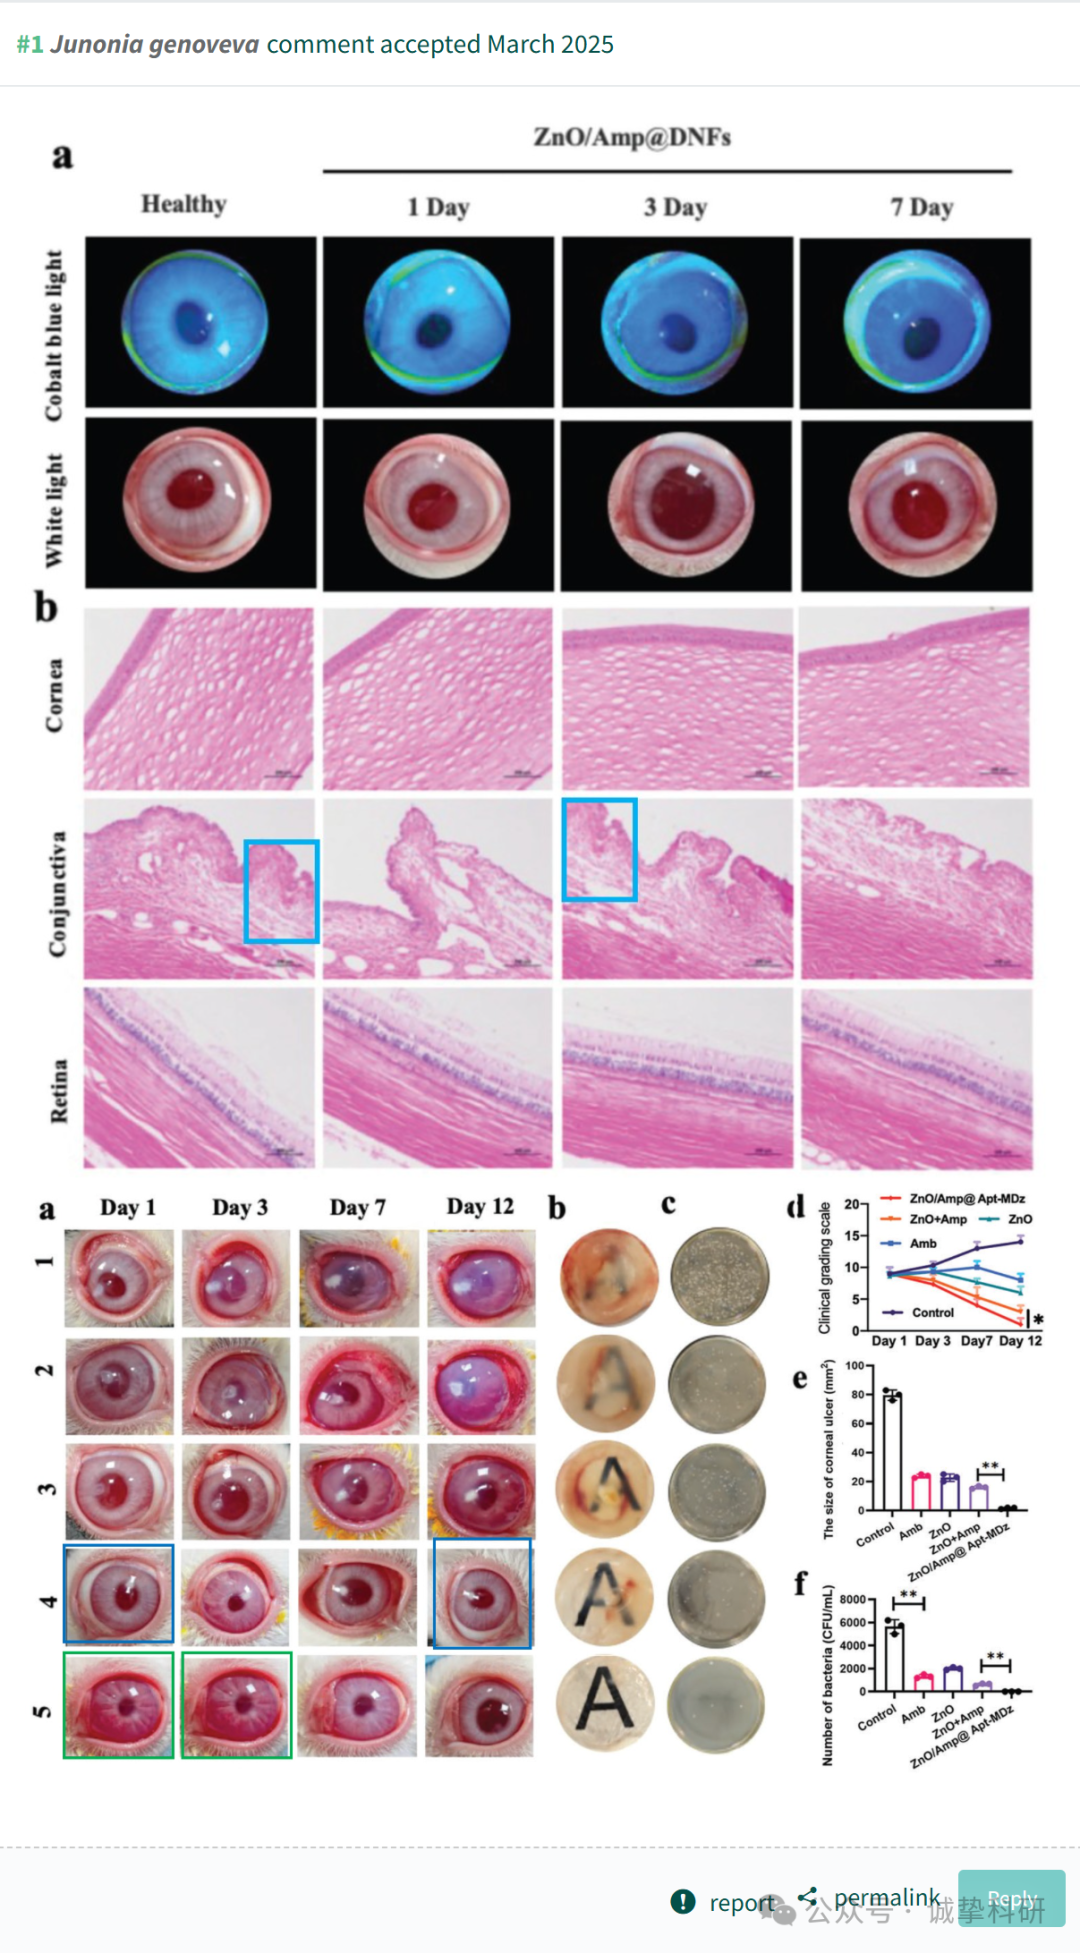 #1 Junonia genoveva comment accepted March 2025
a
ZnO/Amp@DNFs
Healthy
1 Day
3 Day
7 Day
Cobalt blue light
White light
b
Cornea
Conjunctiva
Retina
a
Day 1
Day 3
Day 7
Day 12
1
2
3
4
5
b
A
A
A
A
A
c
d
Clinical grading scale
20
15
10
5
0
ZnO/Amp@ Apt-MDz
ZnO+Amp
ZnO
Amb
Control
*
Day 1 Day 3 Day7 Day 12
e
The size of corneal ulcer (mm²)
100
80
60
40
20
0
**
Control
Amb
ZnO
ZnO+Amp
ZnO/Amp@ Apt-MDz
f
Number of bacteria (CFU/mL)
8000
6000
4000
2000
0
**
**
Control
Amb
ZnO
ZnO+Amp
ZnO/Amp@ Apt-MDz
report
permalink
Reply
公众号 · 诚挚科研